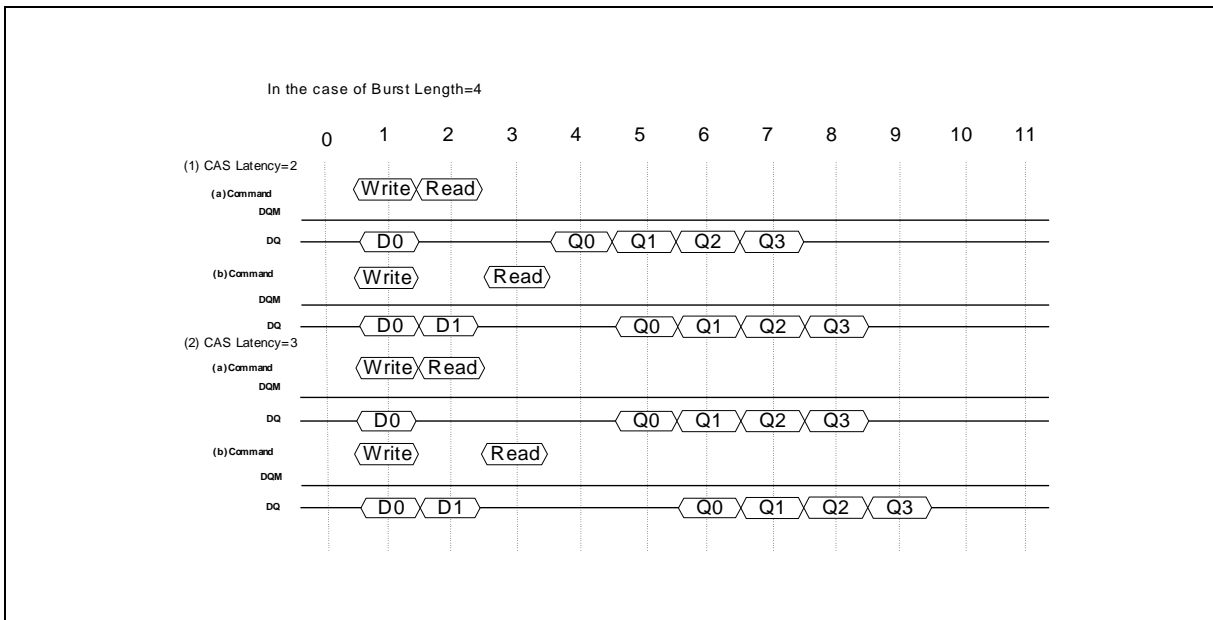 In the case of Burst Length=4
0 1 2 3 4 5 6 7 8 9 10 11
(1) CAS Latency=2
(a)Command Write Read
DQM
DQ D0 Q0 Q1 Q2 Q3
(b)Command Write Read
DQM
DQ D0 D1 Q0 Q1 Q2 Q3
(2) CAS Latency=3
(a)Command Write Read
DQM
DQ D0 Q0 Q1 Q2 Q3
(b)Command Write Read
DQM
DQ D0 D1 Q0 Q1 Q2 Q3